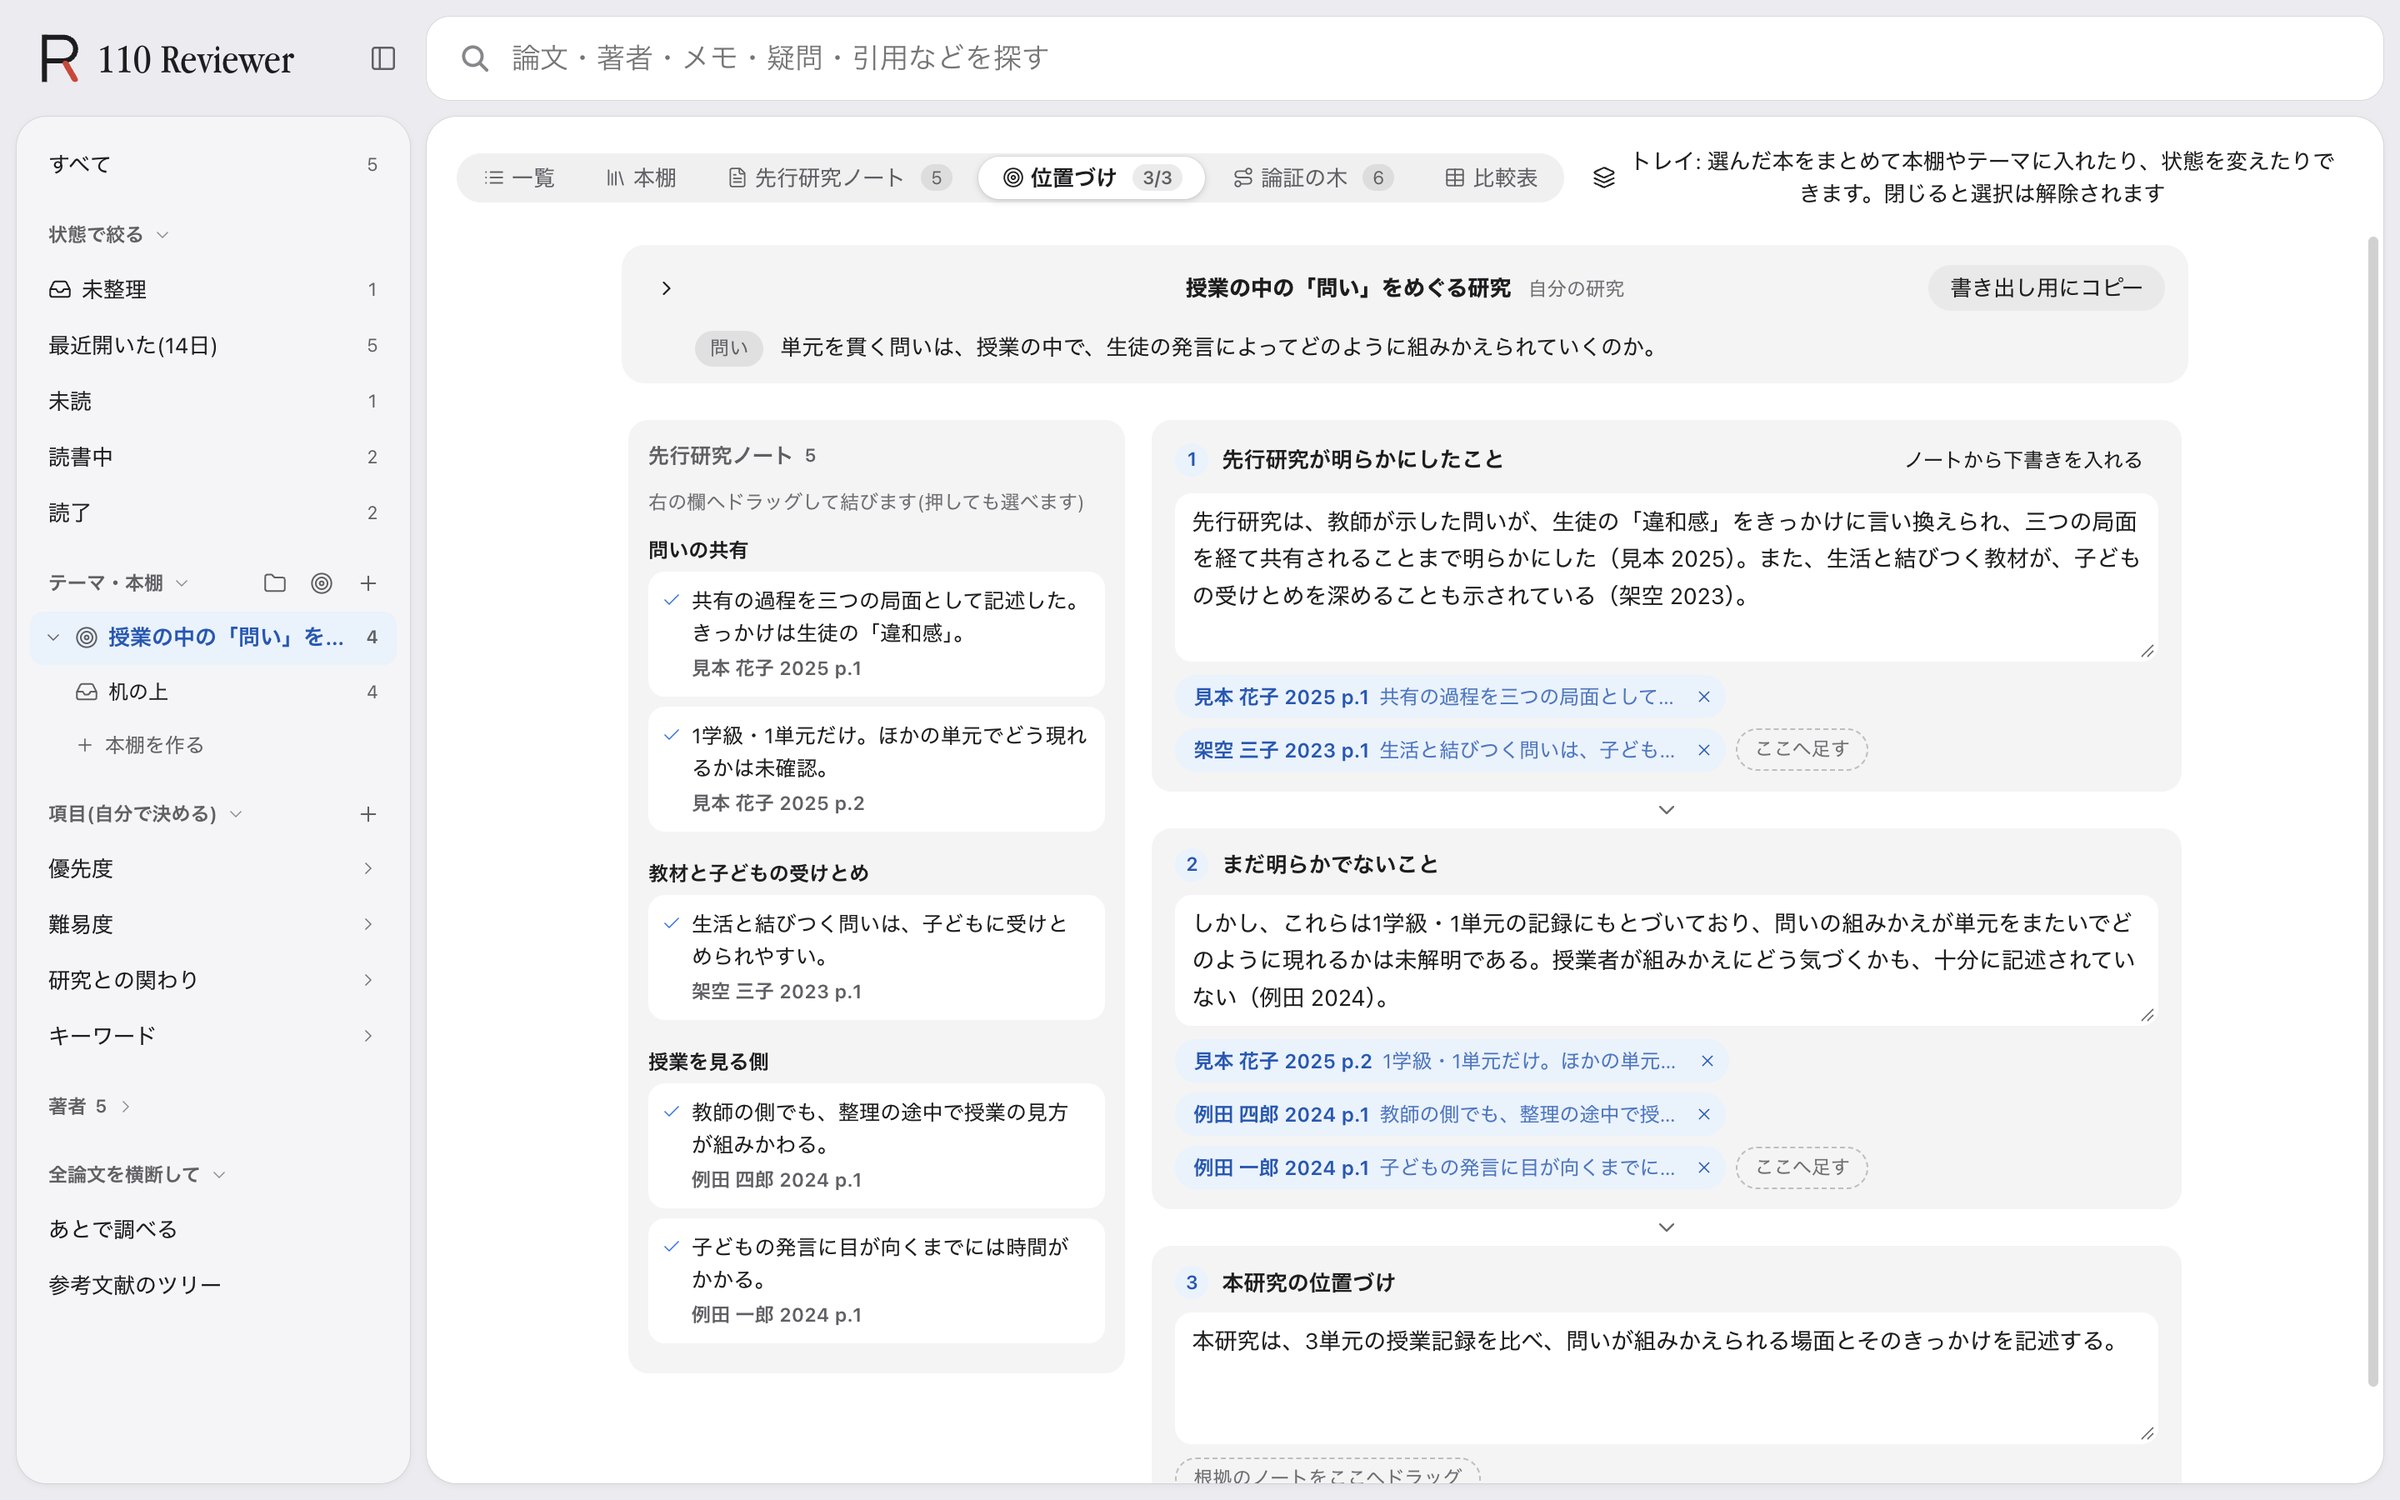 110 Reviewer
論文・著者・メモ・疑問・引用などを探す
すべて 5
状態で絞る
未整理 1
最近開いた(14日) 5
未読 1
読書中 2
読了 2
テーマ・本棚
授業の中の「問い」を... 4
机の上 4
本棚を作る
項目(自分で決める)
優先度
難易度
研究との関わり
キーワード
著者 5
全論文を横断して
あとで調べる
参考文献のツリー
一覧 本棚 先行研究ノート 5 位置づけ 3/3 論証の木 6 比較表
トレイ: 選んだ本をまとめて本棚やテーマに入れたり、状態を変えたりで
きます。閉じると選択は解除されます
授業の中の「問い」をめぐる研究 自分の研究 書き出し用にコピー
問い 単元を貫く問いは、授業の中で、生徒の発言によってどのように組みかえられていくのか。
先行研究ノート 5
右の欄へドラッグして結びます(押しても選べます)
問いの共有
共有の過程を三つの局面として記述した。
きっかけは生徒の「違和感」。
見本 花子 2025 p.1
1学級・1単元だけ。ほかの単元でどう現れ
るかは未確認。
見本 花子 2025 p.2
教材と子どもの受けとめ
生活と結びつく問いは、子どもに受けと
められやすい。
架空 三子 2023 p.1
授業を見る側
教師の側でも、整理の途中で授業の見方
が組みかわる。
例田 四郎 2024 p.1
子どもの発言に目が向くまでには時間が
かかる。
例田 一郎 2024 p.1
1 先行研究が明らかにしたこと ノートから下書きを入れる
先行研究は、教師が示した問いが、生徒の「違和感」をきっかけに言い換えられ、三つの局面
を経て共有されることまで明らかにした（見本 2025）。また、生活と結びつく教材が、子ども
の受けとめを深めることも示されている（架空 2023）。
見本 花子 2025 p.1 共有の過程を三つの局面として... ×
架空 三子 2023 p.1 生活と結びつく問いは、子ども... ×
ここへ足す
2 まだ明らかでないこと
しかし、これらは1学級・1単元の記録にもとづいており、問いの組みかえが単元をまたいでど
のように現れるかは未解明である。授業者が組みかえにどう気づくかも、十分に記述されてい
ない（例田 2024）。
見本 花子 2025 p.2 1学級・1単元だけ。ほかの単元... ×
例田 四郎 2024 p.1 教師の側でも、整理の途中で授... ×
例田 一郎 2024 p.1 子どもの発言に目が向くまでに... ×
ここへ足す
3 本研究の位置づけ
本研究は、3単元の授業記録を比べ、問いが組みかえられる場面とそのきっかけを記述する。
根拠のノートをここへドラッグ